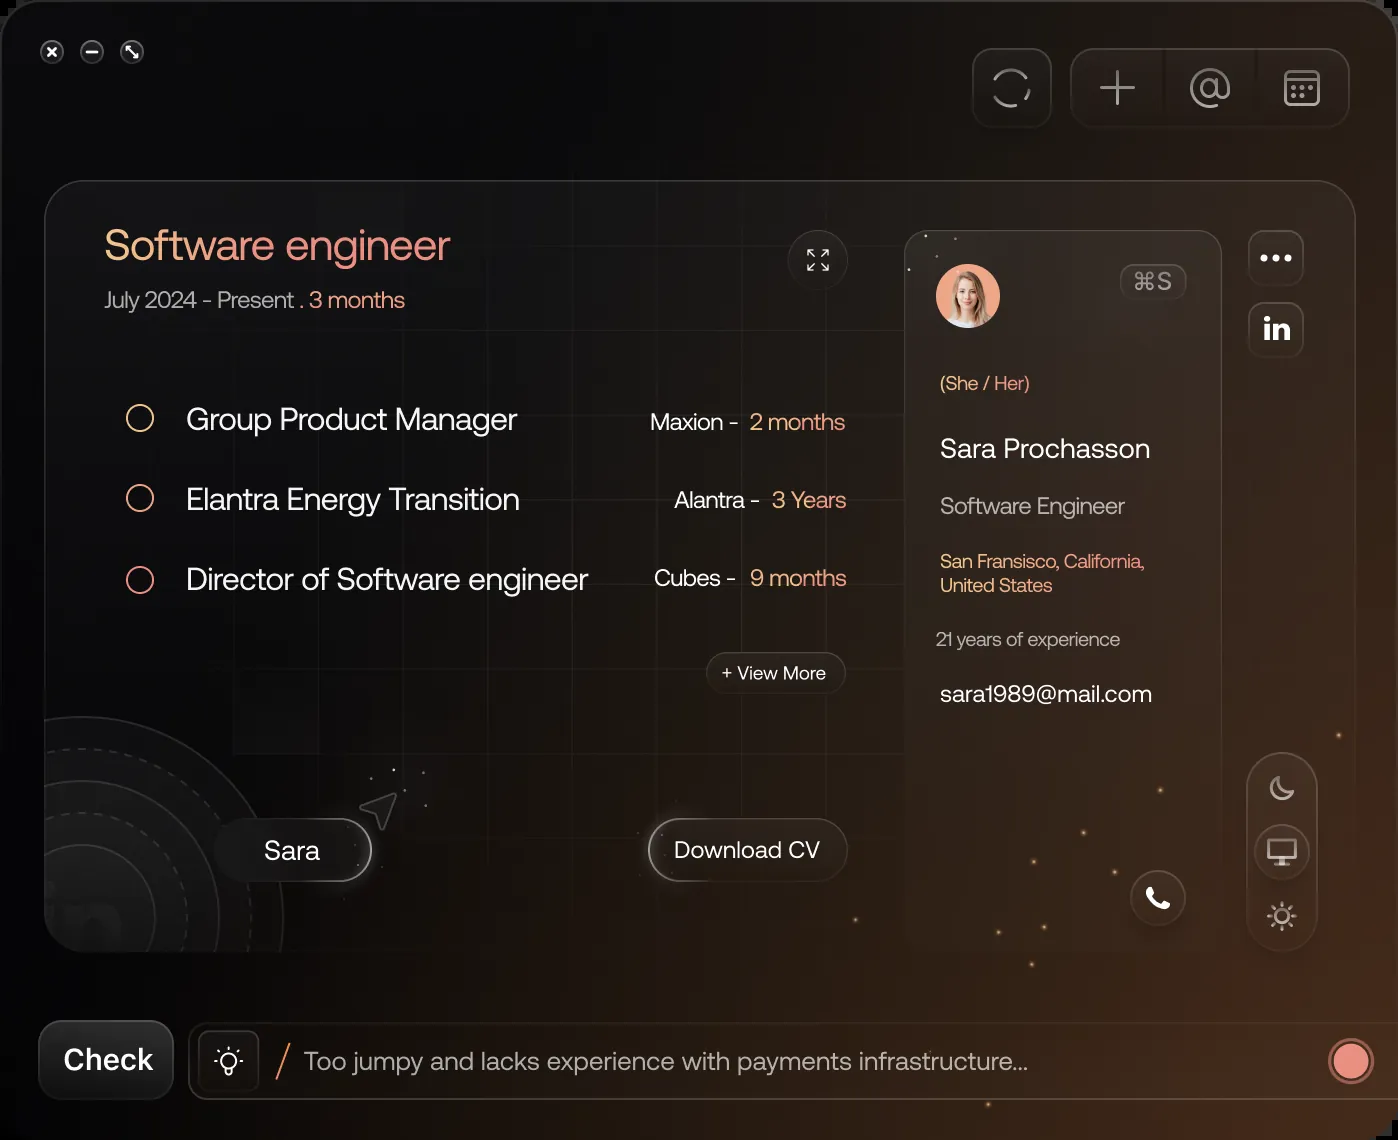 Software engineer
July 2024 - Present . 3 months
Group Product Manager
Maxion - 2 months
Elantra Energy Transition
Alantra - 3 Years
Director of Software engineer
Cubes - 9 months
+ View More
Sara
Download CV
⌘S
(She / Her)
Sara Prochasson
Software Engineer
San Fransisco, California,
United States
21 years of experience
sara1989@mail.com
in
Check
/ Too jumpy and lacks experience with payments infrastructure...